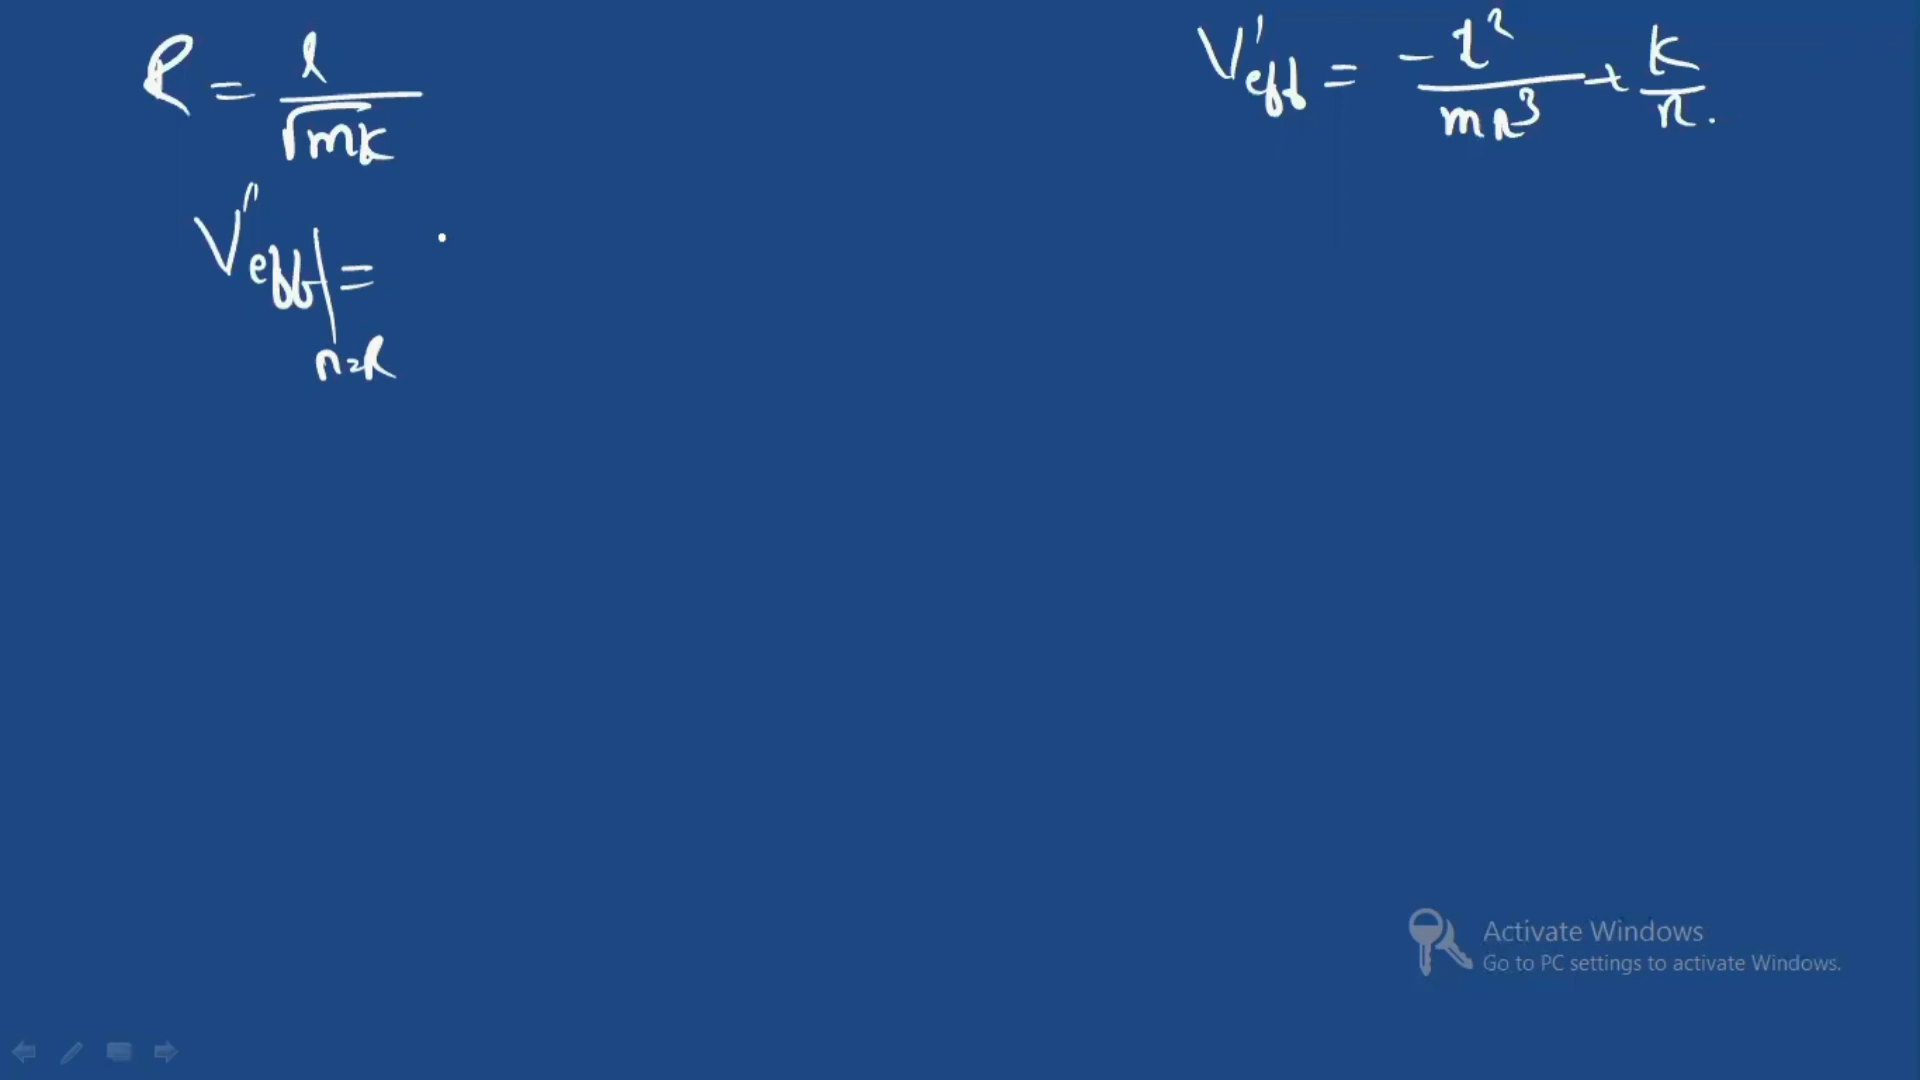 R = l / √mk
V'eff = -l² / mr³ + k / r.
V''eff|r=R = .
Activate Windows
Go to PC settings to activate Windows.